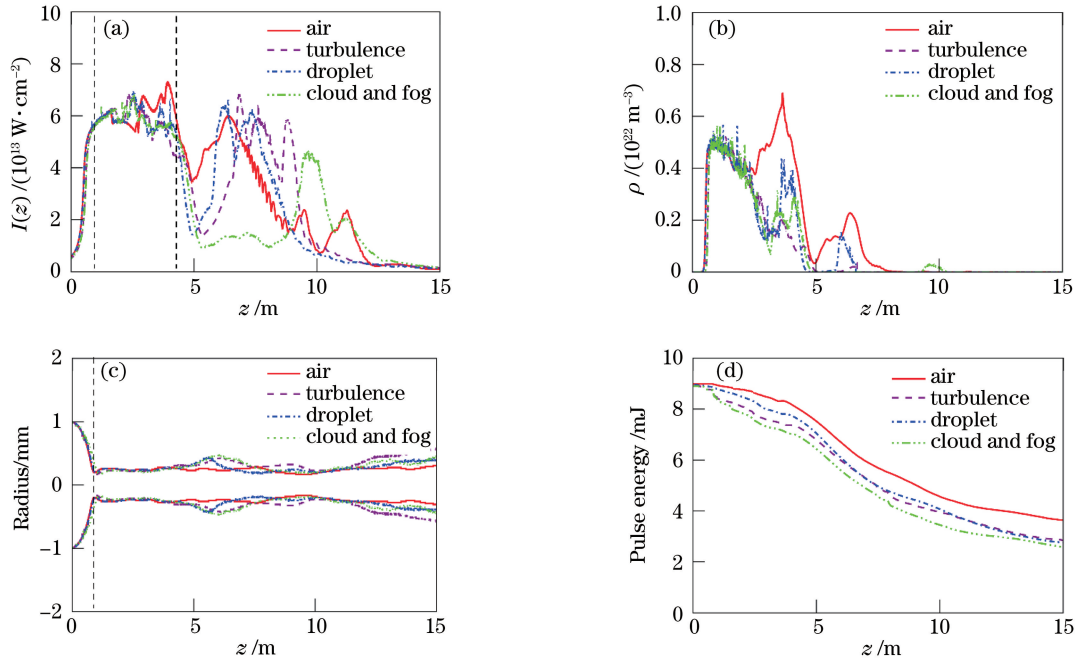 (a)
air
turbulence
droplet
cloud and fog
I(z) /(10¹³ W·cm⁻²)
10
8
6
4
2
0
0 5 10 15
z /m
(b)
air
turbulence
droplet
cloud and fog
ρ /(10²² m⁻³)
1.0
0.8
0.6
0.4
0.2
0
0 5 10 15
z /m
(c)
air
turbulence
droplet
cloud and fog
Radius/mm
2
1
0
−1
−2
0 5 10 15
z /m
(d)
air
turbulence
droplet
cloud and fog
Pulse energy /mJ
10
8
6
4
2
0
0 5 10 15
z /m